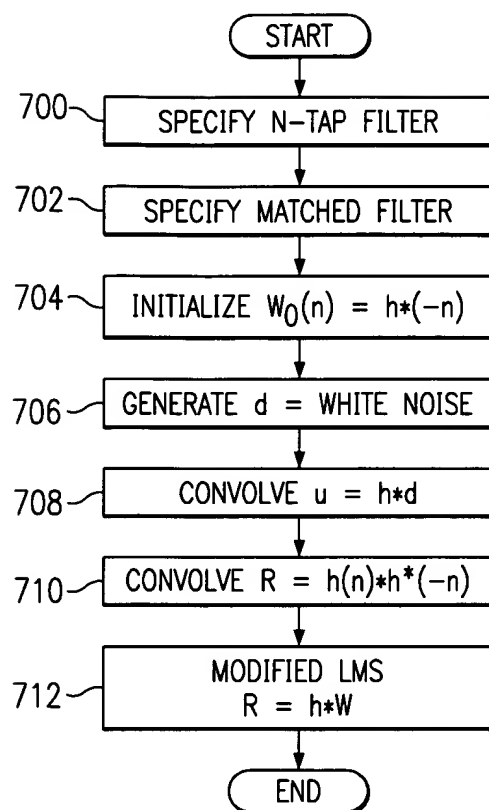 START
700
SPECIFY N-TAP FILTER
702
SPECIFY MATCHED FILTER
704
INITIALIZE W₀(n) = h*(-n)
706
GENERATE d = WHITE NOISE
708
CONVOLVE u = h*d
710
CONVOLVE R = h(n)*h*(-n)
712
MODIFIED LMS
R = h*W
END